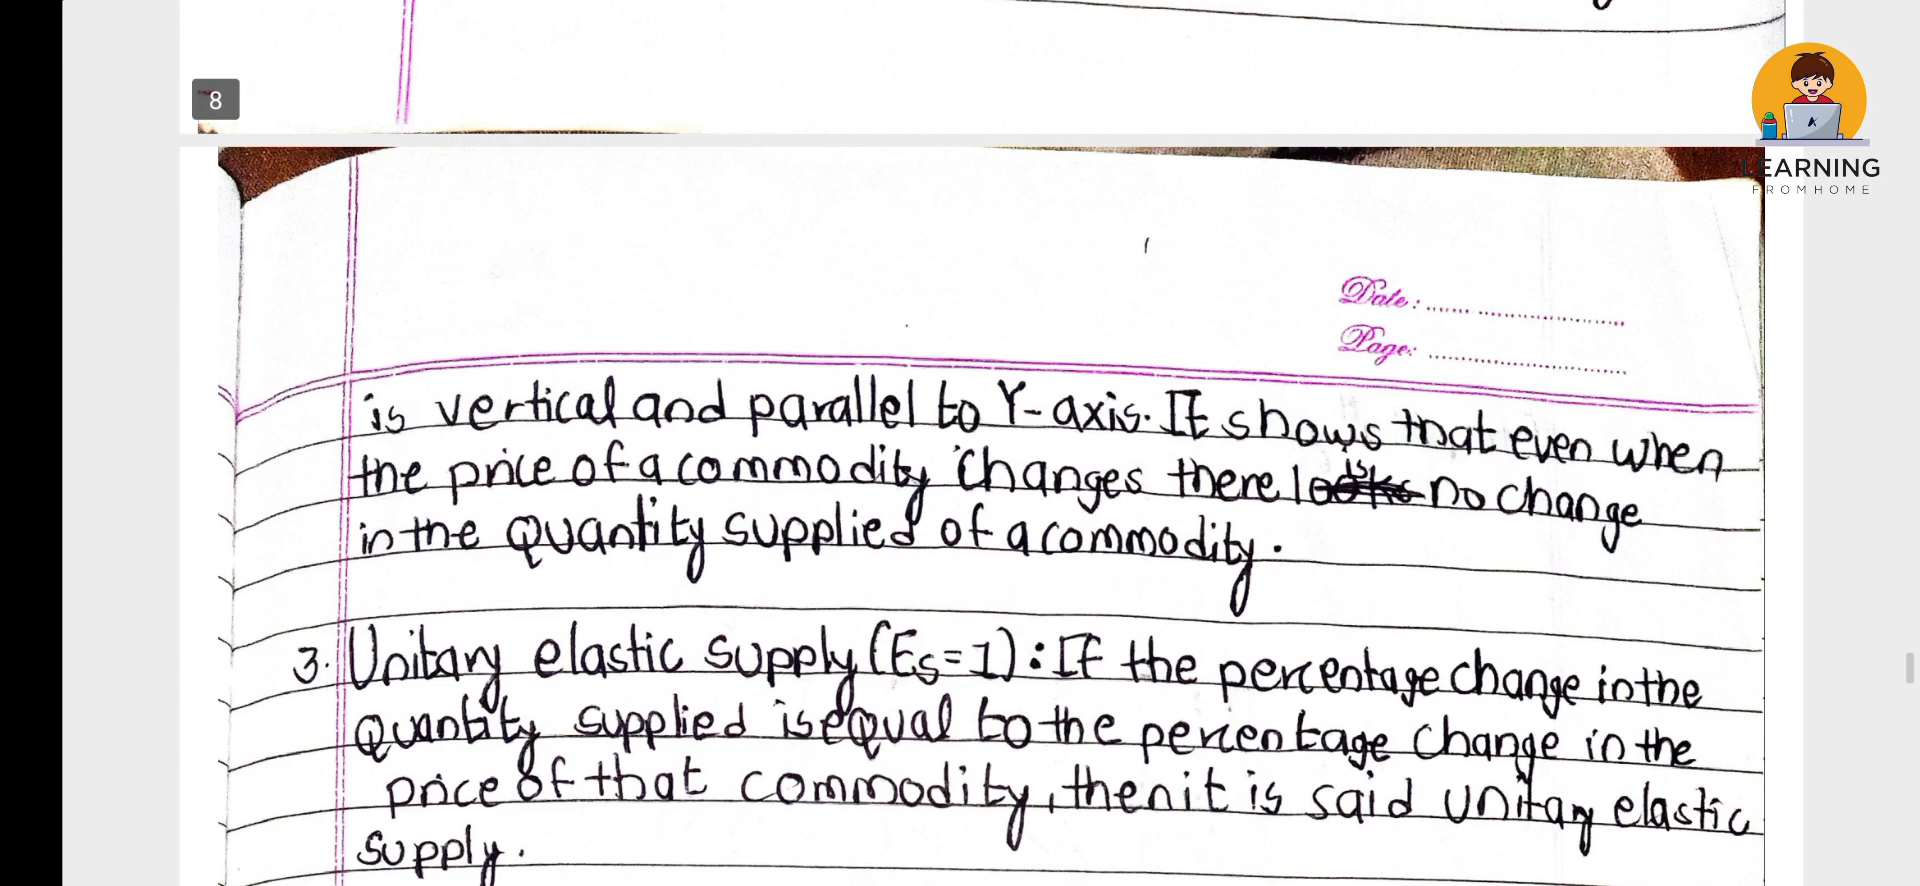 8
LEARNING
FROMHOME
Date: ....................
Page: ....................
is vertical and parallel to Y-axis. It shows that even when
the price of a commodity changes there is no change
in the quantity supplied of a commodity.
3. Unitary elastic supply (Es=1): If the percentage change in the
quantity supplied is equal to the percentage change in the
price of that commodity, then it is said unitary elastic
supply.